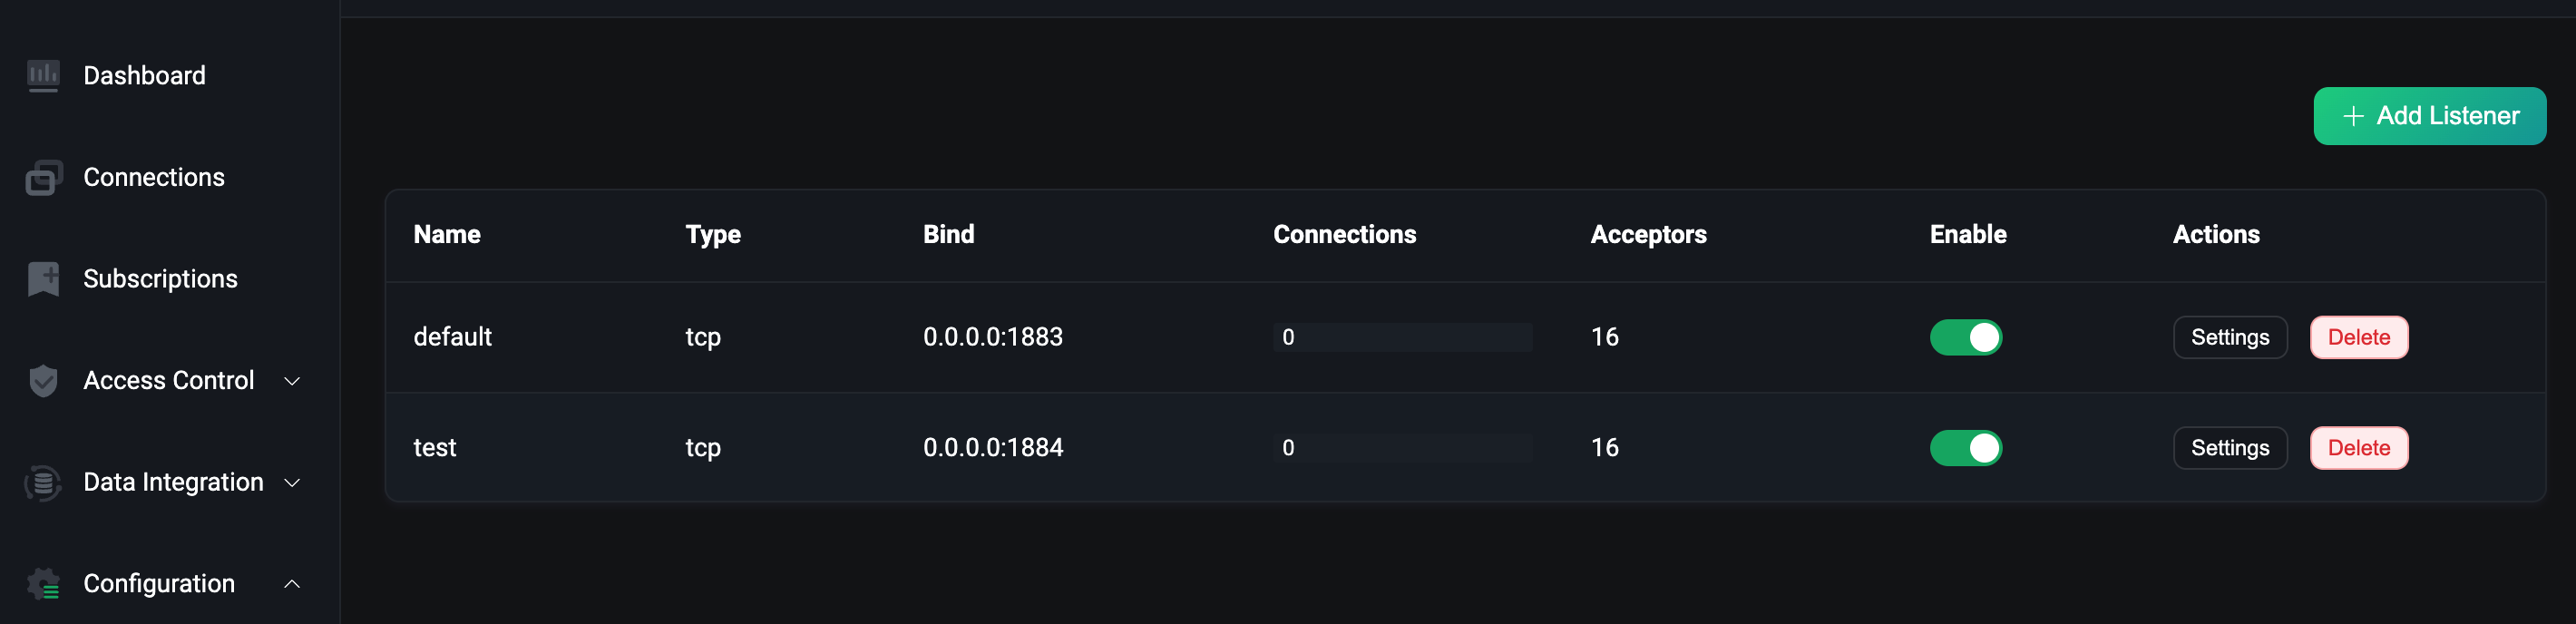 Dashboard
Connections
Subscriptions
Access Control
Data Integration
Configuration
Add Listener
Name Type Bind Connections Acceptors Enable Actions
default tcp 0.0.0.0:1883 0 16 Settings Delete
test tcp 0.0.0.0:1884 0 16 Settings Delete